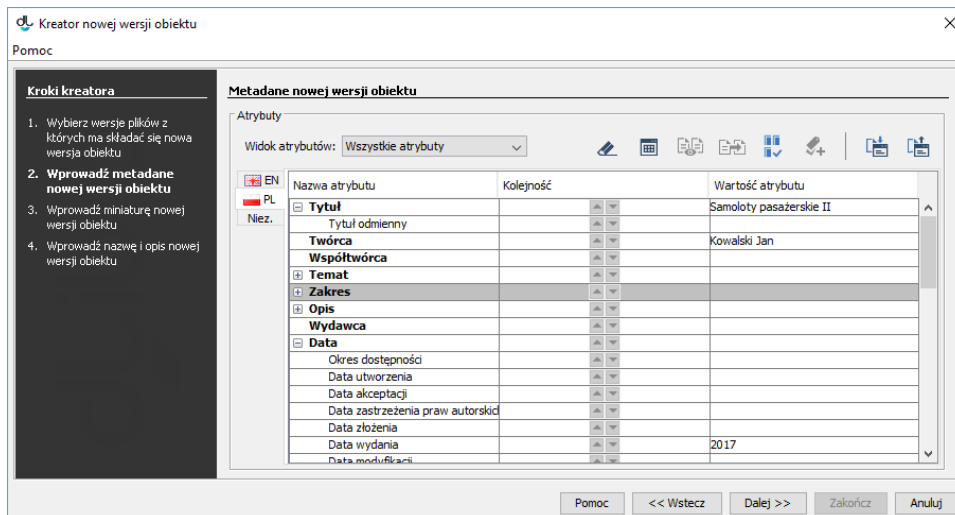 Kreator nowej wersji obiektu
Pomoc
Kroki kreatora
1. Wybierz wersje plików z
których ma składać się nowa
wersja obiektu
2. Wprowadź metadane
nowej wersji obiektu
3. Wprowadź miniaturę nowej
wersji obiektu
4. Wprowadź nazwę i opis nowej
wersji obiektu
Metadane nowej wersji obiektu
Atrybuty
Widok atrybutów: Wszystkie atrybuty
EN
PL
Niez.
Nazwa atrybutu Kolejność Wartość atrybutu
Tytuł Samoloty pasażerskie II
Tytuł odmienny
Twórca Kowalski Jan
Współtwórca
Temat
Zakres
Opis
Wydawca
Data
Okres dostępności
Data utworzenia
Data akceptacji
Data zastrzeżenia praw autorskich
Data złożenia
Data wydania 2017
Data modyfikacji
Pomoc << Wstecz Dalej >> Zakończ Anuluj